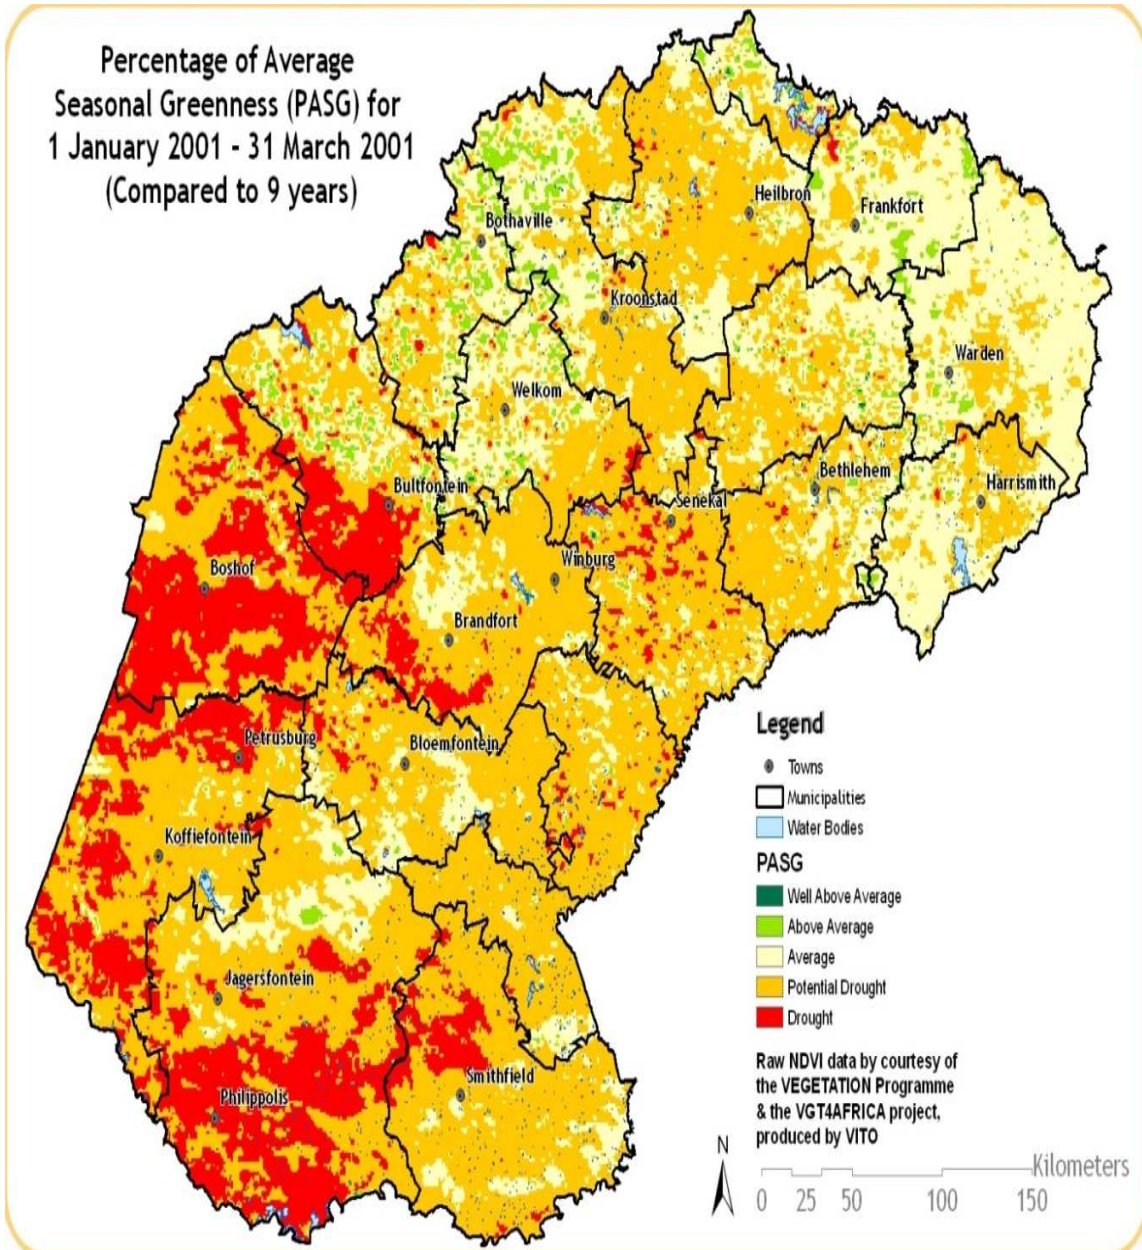 Percentage of Average
Seasonal Greenness (PASG) for
1 January 2001 - 31 March 2001
(Compared to 9 years)
Heilbron
Frankfort
Bothaville
Kroonstad
Warden
Welkom
Bethlehem
Harrismith
Bultfontein
Senekal
Winburg
Boshof
Brandfort
Petrusburg
Bloemfontein
Koffiefontein
Jagersfontein
Smithfield
Philippolis
Legend
Towns
Municipalities
Water Bodies
PASG
Well Above Average
Above Average
Average
Potential Drought
Drought
Raw NDVI data by courtesy of
the VEGETATION Programme
& the VGT4AFRICA project,
produced by VITO
N
Kilometers
0 25 50 100 150